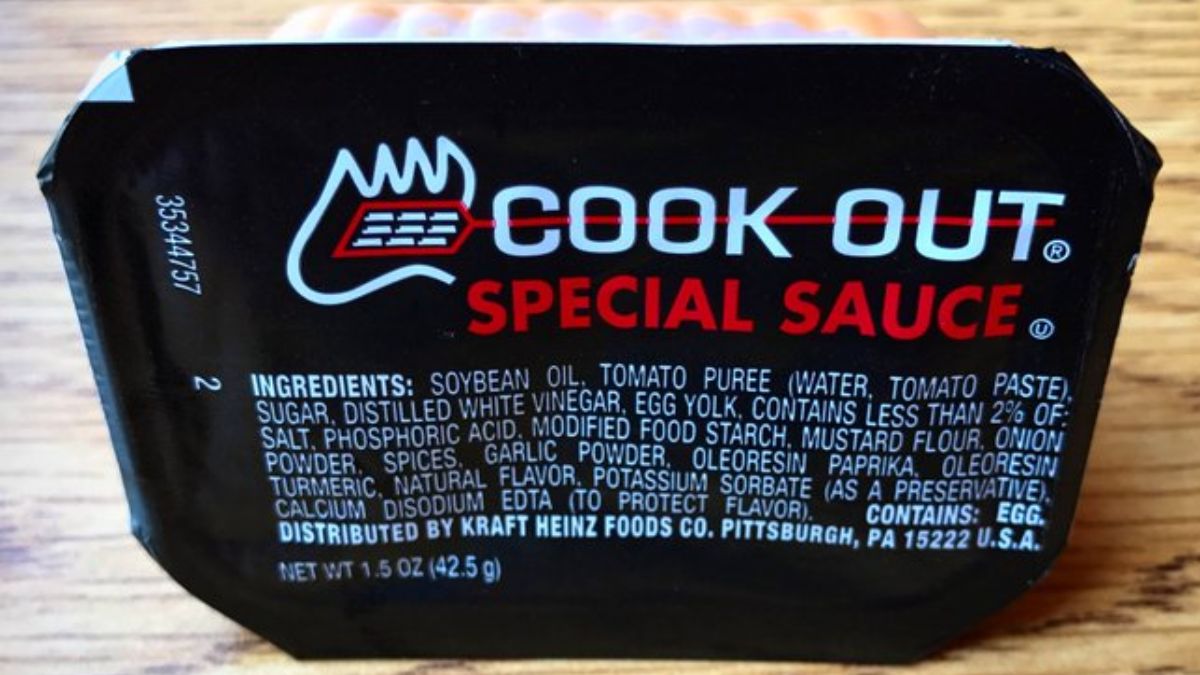 COOK OUT®
SPECIAL SAUCE Ⓤ
35344757
2
INGREDIENTS: SOYBEAN OIL, TOMATO PUREE (WATER, TOMATO PASTE),
SUGAR, DISTILLED WHITE VINEGAR, EGG YOLK, CONTAINS LESS THAN 2% OF:
SALT, PHOSPHORIC ACID, MODIFIED FOOD STARCH, MUSTARD FLOUR, ONION
POWDER, SPICES, GARLIC POWDER, OLEORESIN PAPRIKA, OLEORESIN
TURMERIC, NATURAL FLAVOR, POTASSIUM SORBATE (AS A PRESERVATIVE),
CALCIUM DISODIUM EDTA (TO PROTECT FLAVOR). CONTAINS: EGG.
DISTRIBUTED BY KRAFT HEINZ FOODS CO. PITTSBURGH, PA 15222 U.S.A.
NET WT 1.5 OZ (42.5 g)